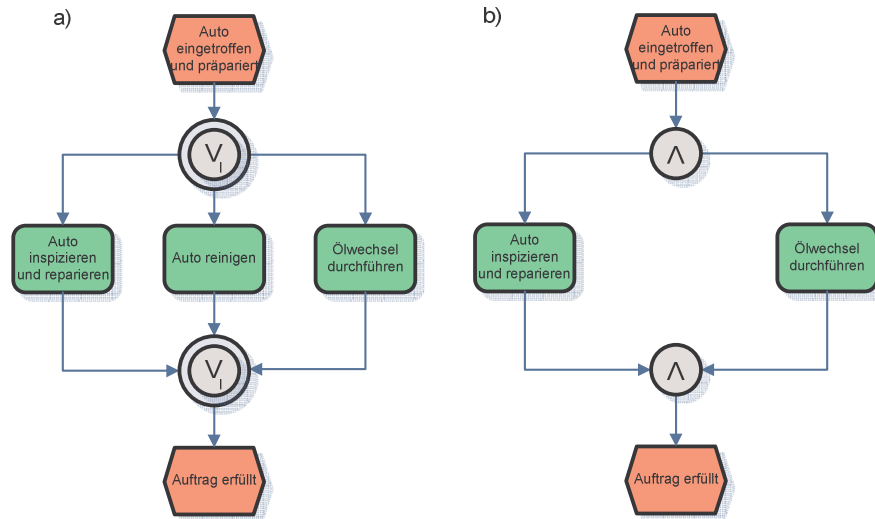 a)
Auto
eingetroffen
und präpariert
V
I
Auto
inspizieren
und reparieren
Auto reinigen
Ölwechsel
durchführen
V
I
Auftrag erfüllt
b)
Auto
eingetroffen
und präpariert
Λ
Auto
inspizieren
und reparieren
Ölwechsel
durchführen
Λ
Auftrag erfüllt